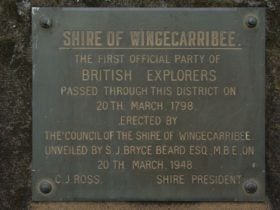 SHIRE OF WINGECARRIBEE.
THE FIRST OFFICIAL PARTY OF
BRITISH EXPLORERS
PASSED THROUGH THIS DISTRICT ON
20TH MARCH, 1798.
ERECTED BY
THE COUNCIL OF THE SHIRE OF WINGECARRIBEE
UNVEILED BY S.J. BRYCE BEARD ESQ., M.B.E. ON
20TH MARCH 1948
C.J. ROSS. SHIRE PRESIDENT